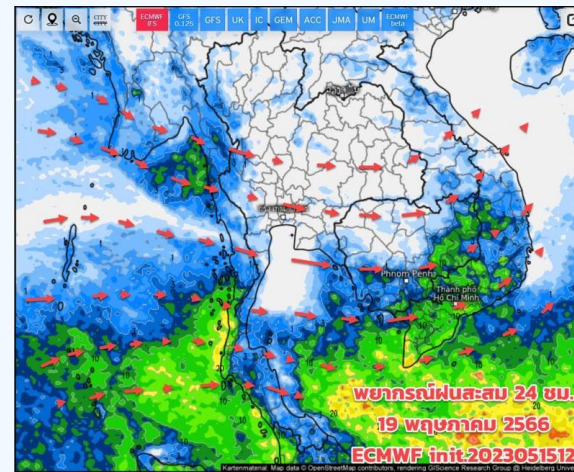 CITY
ECMWF IFS
GFS 0.125
GFS
UK
IC
GEM
ACC
JMA
UM
ECMWF beta
Phnom Penh
Thành phố
Hồ Chí Minh
พยากรณ์ฝนสะสม 24 ชม.
19 พฤษภาคม 2566
ECMWF init.2023051512
Kartenmaterial: Map data © OpenStreetMap contributors, rendering GIScience Research Group @ Heidelberg Univer